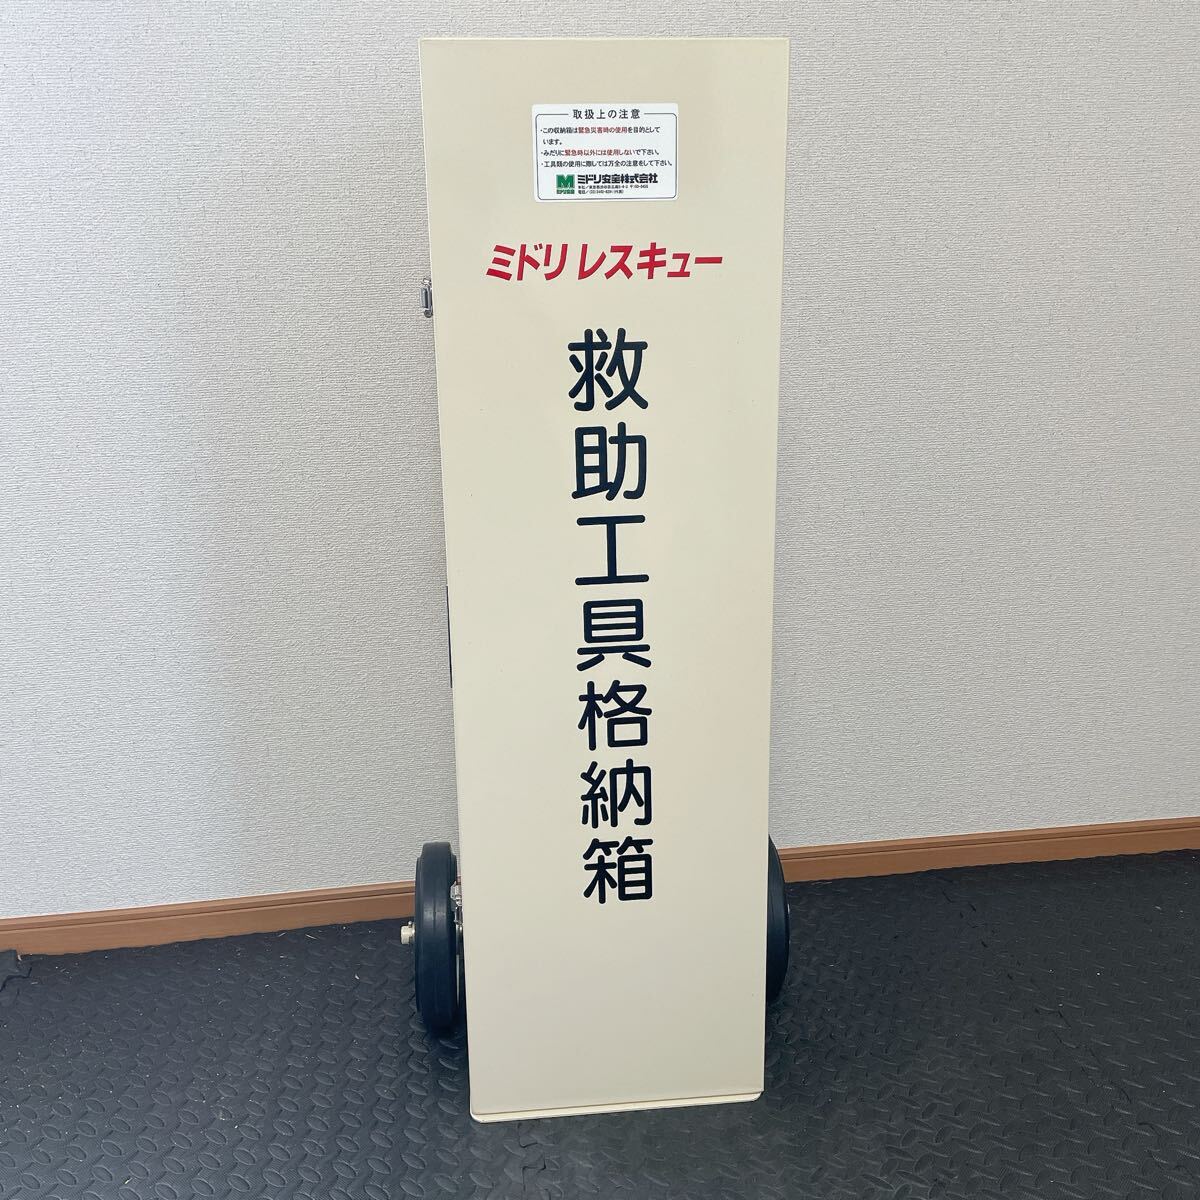 取扱上の注意
・この収納箱は緊急災害時の使用を目的として
います。
・みだりに緊急時以外には使用しないで下さい。
・工具類の使用に際しては万全の注意をして下さい。
M
ミドリ安全
ミドリ安全株式会社
ミドリレスキュー
救助工具格納箱